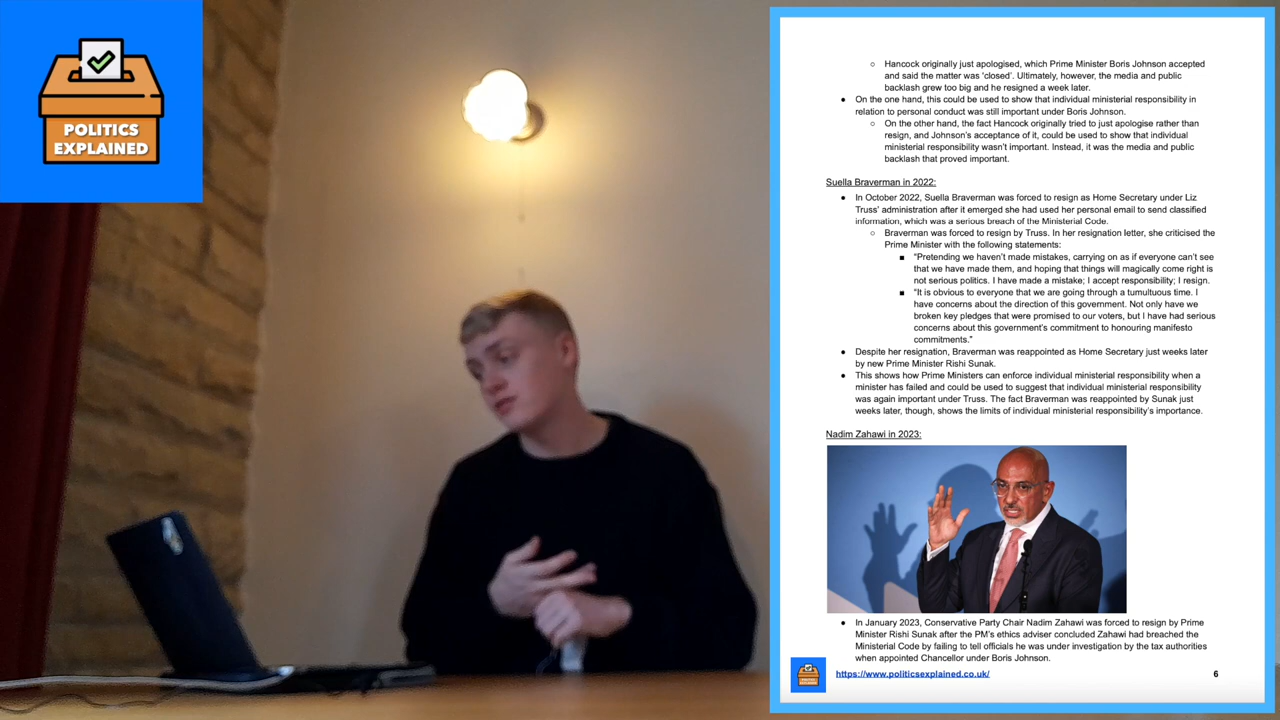 POLITICS
EXPLAINED
○ Hancock originally just apologised, which Prime Minister Boris Johnson accepted
and said the matter was ‘closed’. Ultimately, however, the media and public
backlash grew too big and he resigned a week later.
● On the one hand, this could be used to show that individual ministerial responsibility in
relation to personal conduct was still important under Boris Johnson.
○ On the other hand, the fact Hancock originally tried to just apologise rather than
resign, and Johnson’s acceptance of it, could be used to show that individual
ministerial responsibility wasn’t important. Instead, it was the media and public
backlash that proved important.
Suella Braverman in 2022:
● In October 2022, Suella Braverman was forced to resign as Home Secretary under Liz
Truss’ administration after it emerged she had used her personal email to send classified
information, which was a serious breach of the Ministerial Code.
○ Braverman was forced to resign by Truss. In her resignation letter, she criticised the
Prime Minister with the following statements:
■ “Pretending we haven’t made mistakes, carrying on as if everyone can’t see
that we have made them, and hoping that things will magically come right is
not serious politics. I have made a mistake; I accept responsibility; I resign.
■ “It is obvious to everyone that we are going through a tumultuous time. I
have concerns about the direction of this government. Not only have we
broken key pledges that were promised to our voters, but I have had serious
concerns about this government’s commitment to honouring manifesto
commitments.”
● Despite her resignation, Braverman was reappointed as Home Secretary just weeks later
by new Prime Minister Rishi Sunak.
● This shows how Prime Ministers can enforce individual ministerial responsibility when a
minister has failed and could be used to suggest that individual ministerial responsibility
was again important under Truss. The fact Braverman was reappointed by Sunak just
weeks later, though, shows the limits of individual ministerial responsibility’s importance.
Nadim Zahawi in 2023:
● In January 2023, Conservative Party Chair Nadim Zahawi was forced to resign by Prime
Minister Rishi Sunak after the PM’s ethics adviser concluded Zahawi had breached the
Ministerial Code by failing to tell officials he was under investigation by the tax authorities
when appointed Chancellor under Boris Johnson.
https://www.politicsexplained.co.uk/ 6